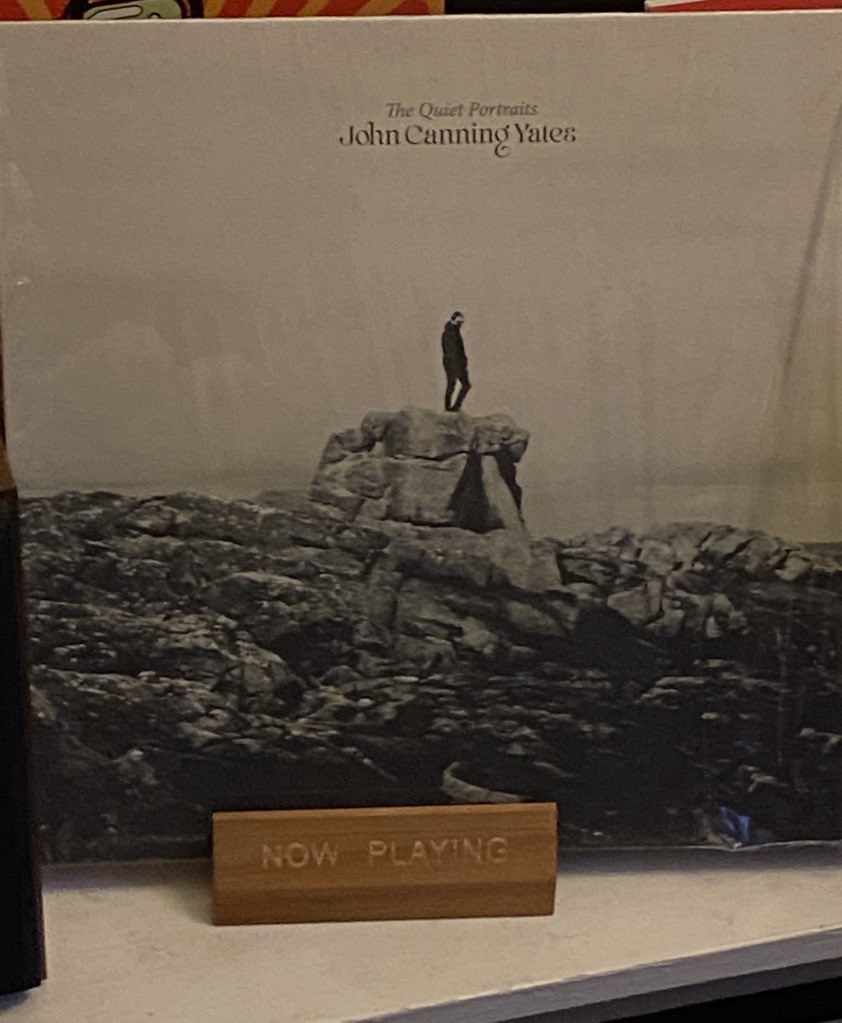 The Quiet Portraits
John Canning Yates
NOW PLAYING